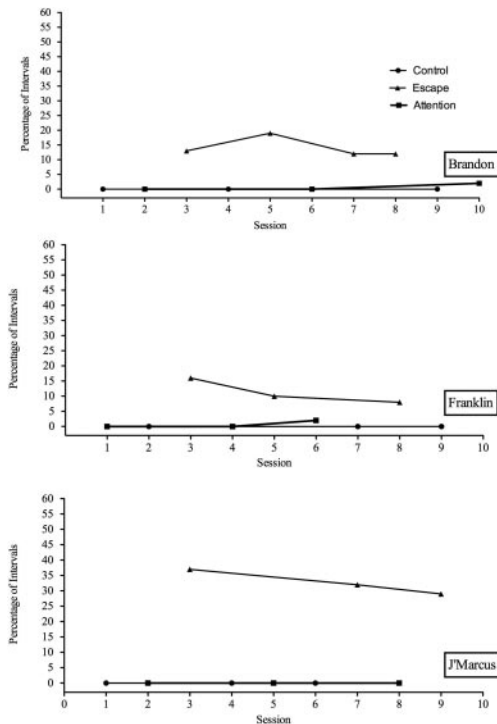 60
55
50
45
40
35
30
25
20
15
10
5
0
Percentage of Intervals
Control
Escape
Attention
Brandon
1 2 3 4 5 6 7 8 9 10
Session
60
55
50
45
40
35
30
25
20
15
10
5
0
Percentage of Intervals
Franklin
1 2 3 4 5 6 7 8 9 10
Session
60
55
50
45
40
35
30
25
20
15
10
5
0
Percentage of Intervals
J'Marcus
0 1 2 3 4 5 6 7 8 9 10
Session